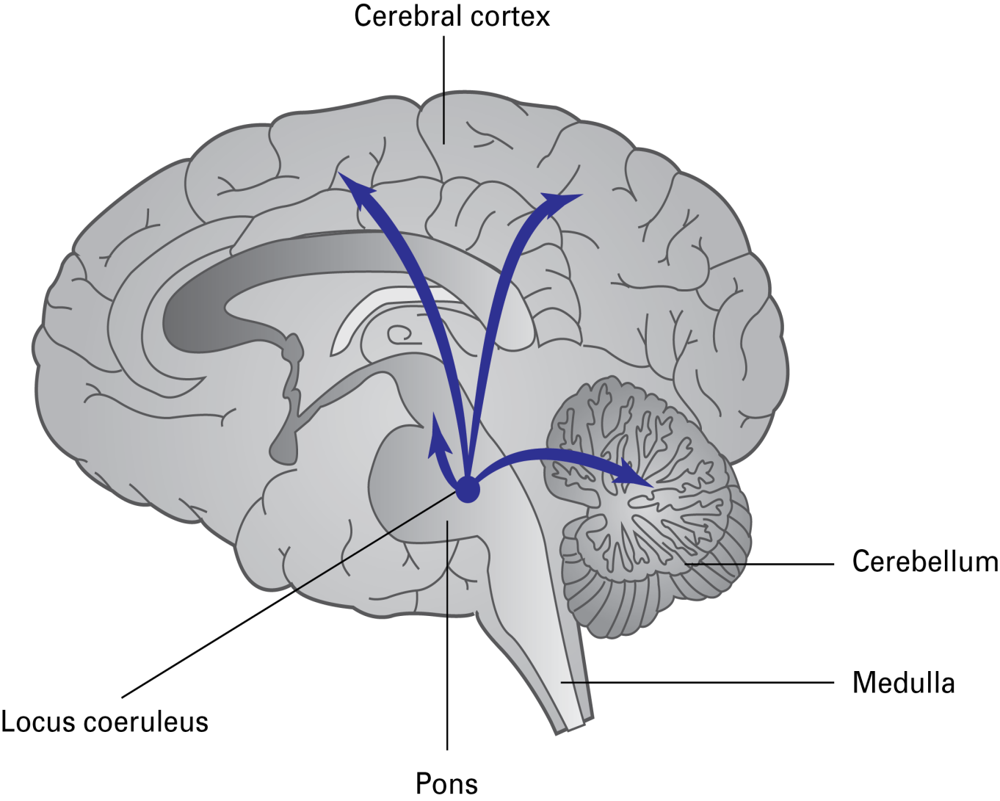 Cerebral cortex
Cerebellum
Medulla
Locus coeruleus
Pons